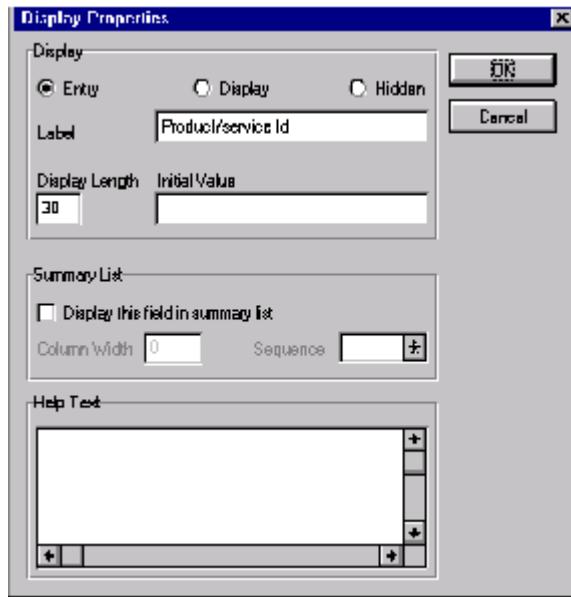 Display Properties
Display
OK
Entry Display Hidden
Cancel
Label Product/service Id
Display Length Initial Value
30
Summary List
Display this field in summary list
Column Width 0 Sequence
Help Text